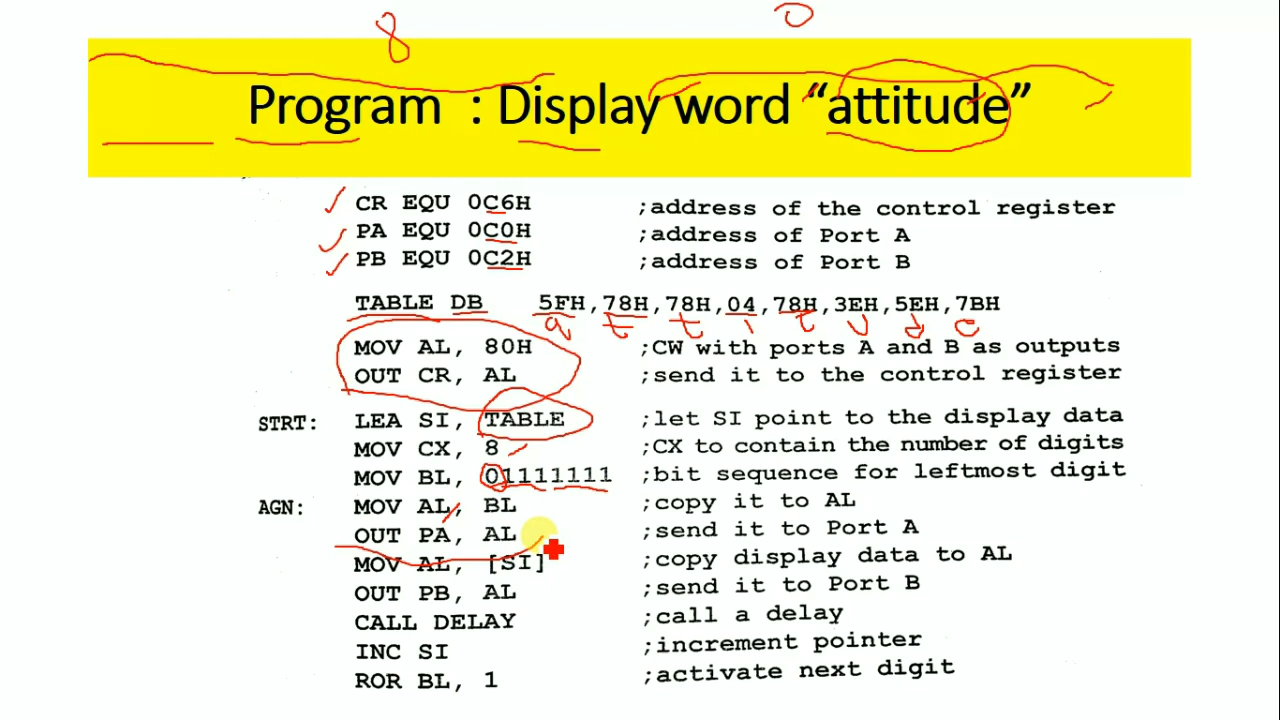 8 0
Program : Display word “attitude”
CR EQU 0C6H ;address of the control register
PA EQU 0C0H ;address of Port A
PB EQU 0C2H ;address of Port B
TABLE DB 5FH,78H,78H,04,78H,3EH,5EH,7BH
a t t i t U d e
MOV AL, 80H ;CW with ports A and B as outputs
OUT CR, AL ;send it to the control register
STRT: LEA SI, TABLE ;let SI point to the display data
MOV CX, 8 ;CX to contain the number of digits
MOV BL, 01111111 ;bit sequence for leftmost digit
AGN: MOV AL, BL ;copy it to AL
OUT PA, AL ;send it to Port A
MOV AL, [SI] ;copy display data to AL
OUT PB, AL ;send it to Port B
CALL DELAY ;call a delay
INC SI ;increment pointer
ROR BL, 1 ;activate next digit